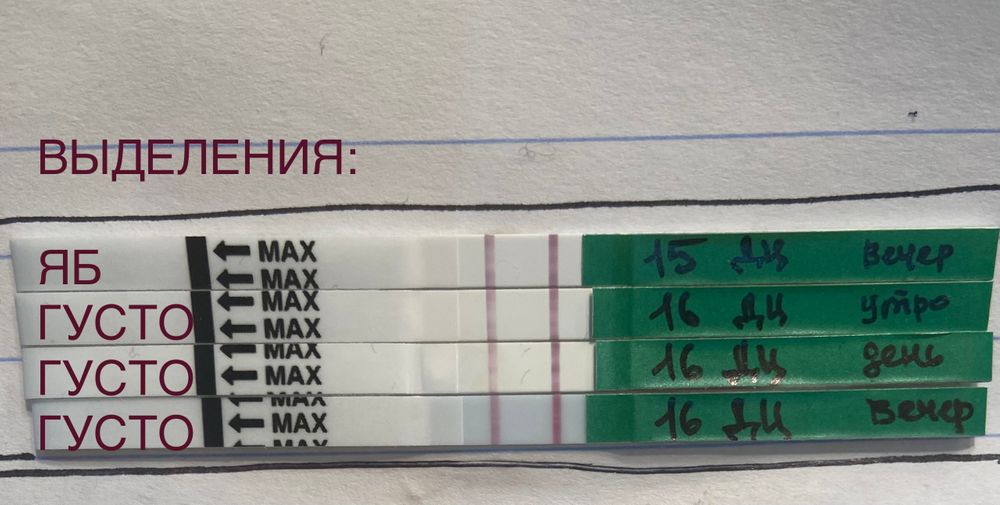 ВЫДЕЛЕНИЯ:
ЯБ MAX 15 ДЦ Вечер
MAX
ГУСТО MAX 16 ДЦ утро
MAX
ГУСТО MAX 16 ДЦ день
MAX
ГУСТО MAX 16 ДЦ Вечер
MAX
MAX